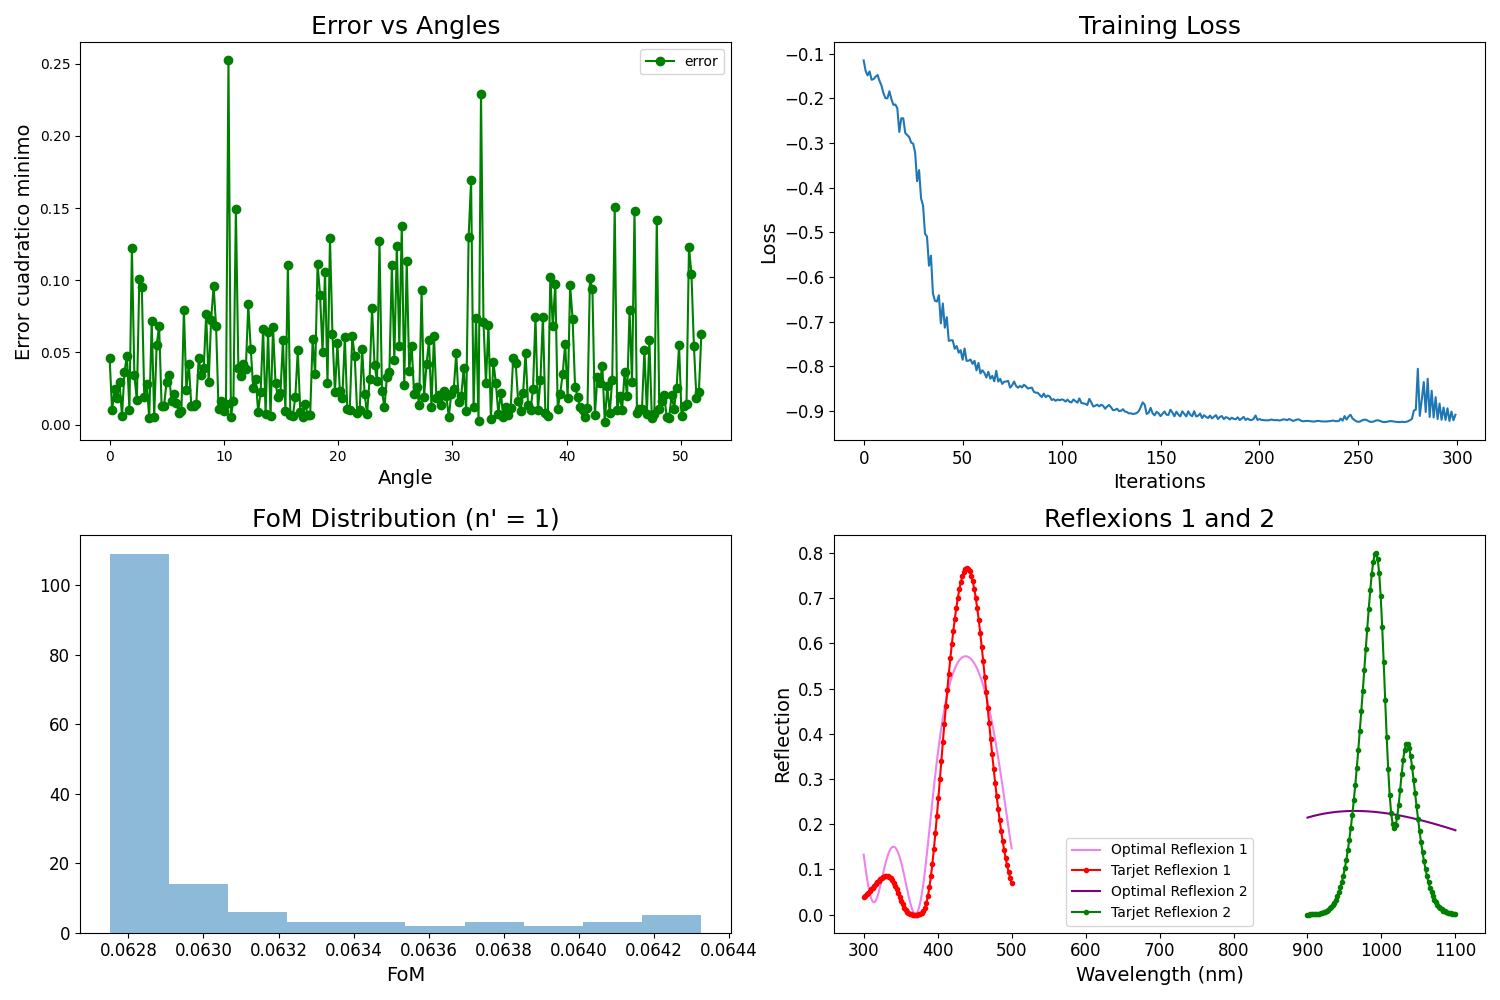 Error vs Angles
error
0.25
0.20
0.15
0.10
0.05
0.00
Error cuadratico minimo
0 10 20 30 40 50
Angle
Training Loss
−0.1
−0.2
−0.3
−0.4
−0.5
−0.6
−0.7
−0.8
−0.9
Loss
0 50 100 150 200 250 300
Iterations
FoM Distribution (n' = 1)
100
80
60
40
20
0
0.0628 0.0630 0.0632 0.0634 0.0636 0.0638 0.0640 0.0642 0.0644
FoM
Reflexions 1 and 2
0.8
0.7
0.6
0.5
0.4
0.3
0.2
0.1
0.0
Reflection
Optimal Reflexion 1
Tarjet Reflexion 1
Optimal Reflexion 2
Tarjet Reflexion 2
300 400 500 600 700 800 900 1000 1100
Wavelength (nm)